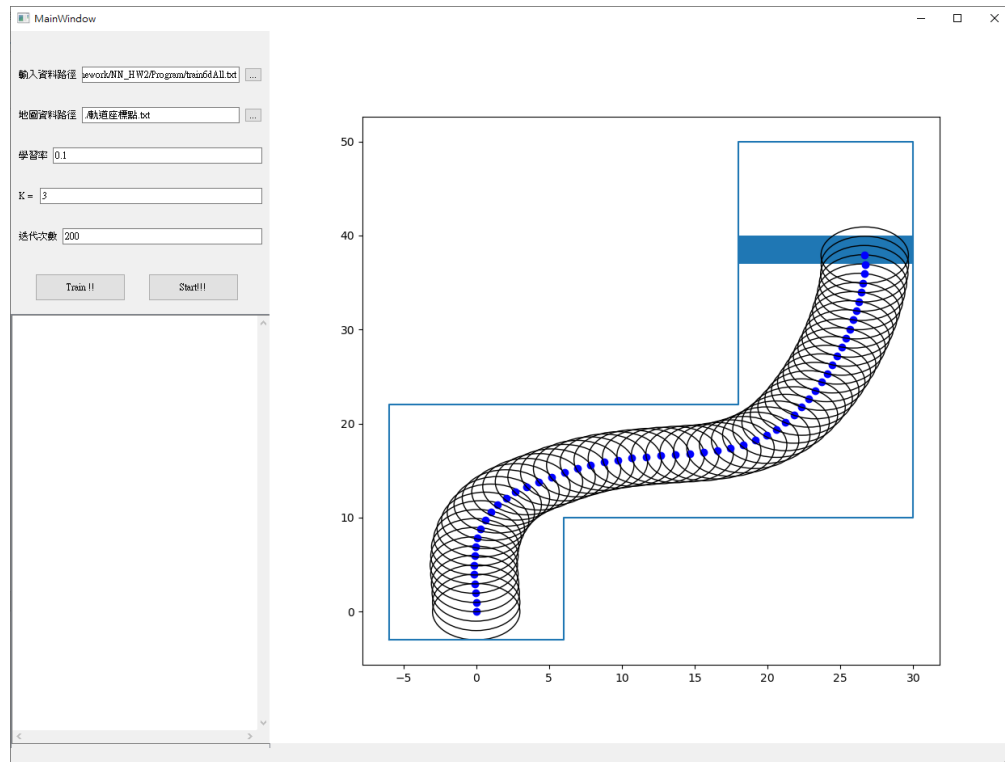 MainWindow
輸入資料路徑 ework/NN_HW2/Program/train6dAll.txt ...
地圖資料路徑 ./軌道座標點.txt ...
學習率 0.1
K = 3
迭代次數 200
Train !!
Start!!!
50
40
30
20
10
0
−5 0 5 10 15 20 25 30